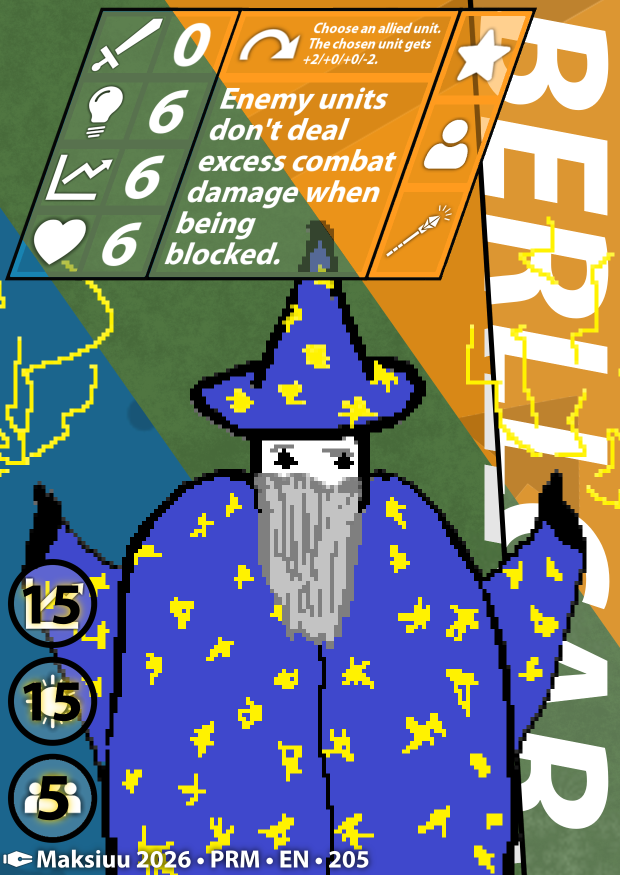 0
6
6
6
Choose an allied unit.
The chosen unit gets
+2/+0/+0/-2.
Enemy units
don't deal
excess combat
damage when
being
blocked.
BERLICAR
15
15
5
Maksiuu 2026 • PRM • EN • 205